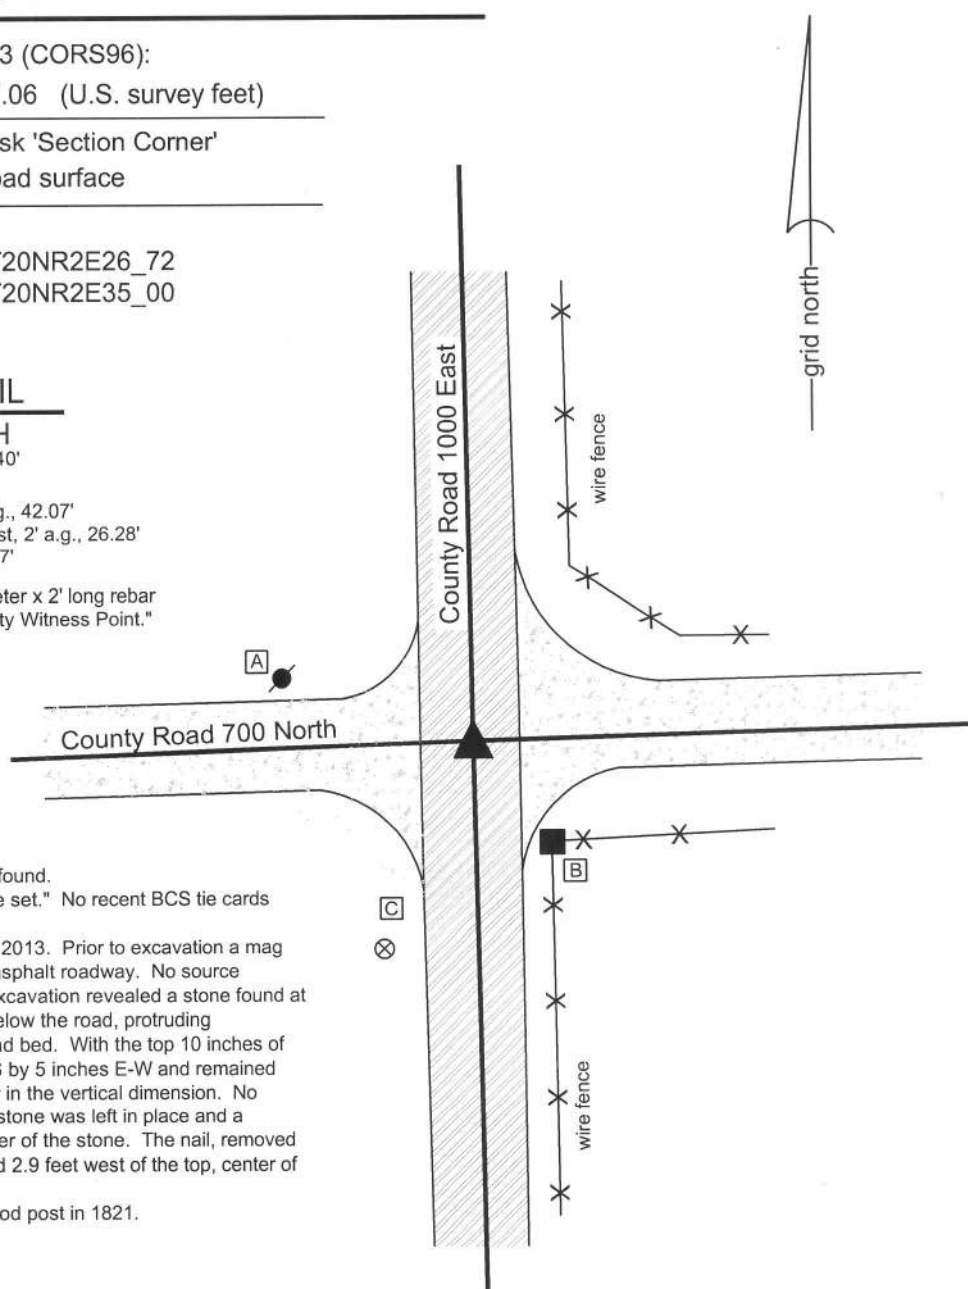 3 (CORS96):
.06 (U.S. survey feet)
sk 'Section Corner'
oad surface
20NR2E26_72
20NR2E35_00
IL
H
40'
g., 42.07'
st, 2' a.g., 26.28'
7'
eter x 2' long rebar
ty Witness Point."
grid north
County Road 1000 East
wire fence
A
County Road 700 North
B
C
found.
e set." No recent BCS tie cards
2013. Prior to excavation a mag
asphalt roadway. No source
xcavation revealed a stone found at
elow the road, protruding
ad bed. With the top 10 inches of
S by 5 inches E-W and remained
r in the vertical dimension. No
stone was left in place and a
er of the stone. The nail, removed
d 2.9 feet west of the top, center of
od post in 1821.
wire fence